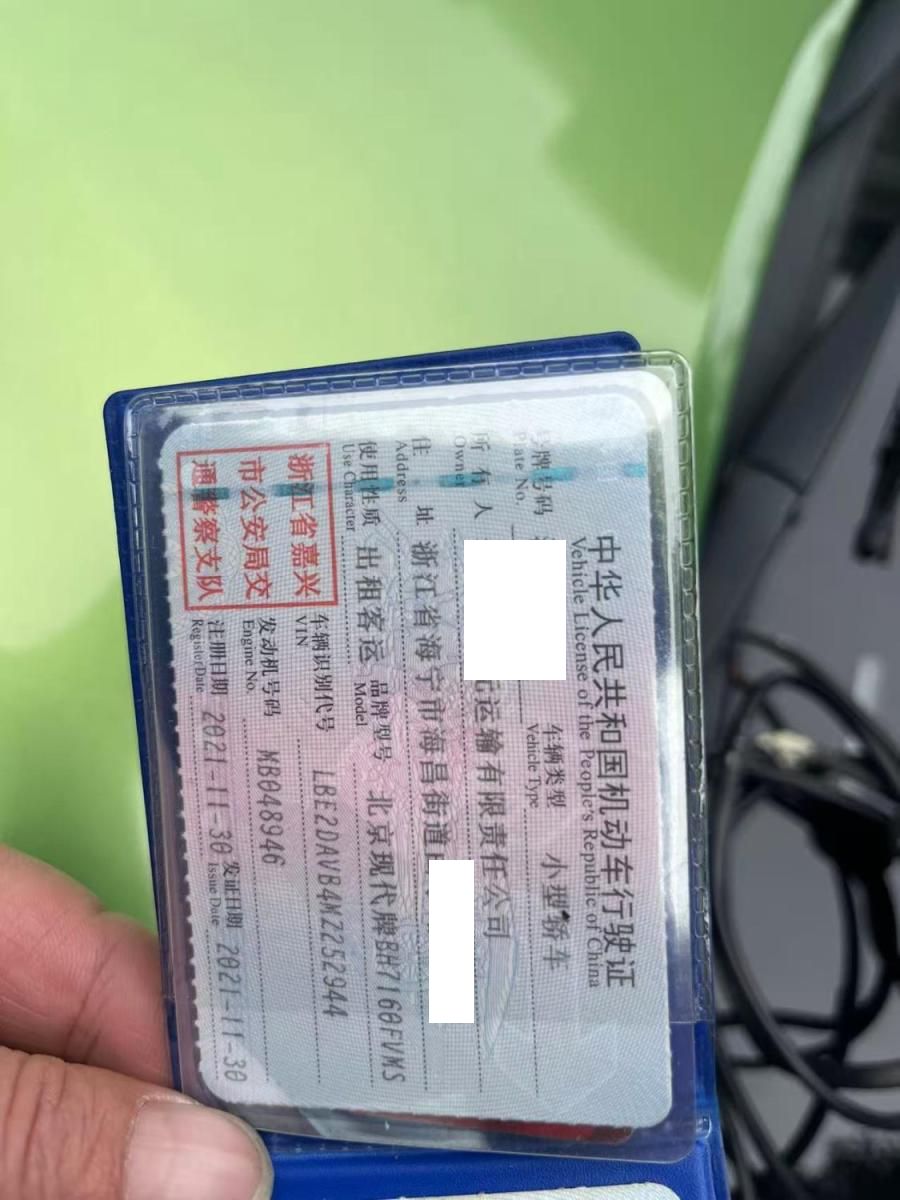 中华人民共和国机动车行驶证
Vehicle License of the People's Republic of China
号牌号码 车辆类型 小型轿车
Plate No. Vehicle Type
所有人 运输有限责任公司
Owner
住址 浙江省海宁市海昌街道
Address
使用性质 出租客运 品牌型号 北京现代牌BH7160FVMS
Use Character Model
浙江省嘉兴
市公安局交
通警察支队
车辆识别代号 LBE2DAVB4MZ252944
VIN
发动机号码 MB048946
Engine No.
注册日期 2021-11-30 发证日期 2021-11-30
Register Date Issue Date